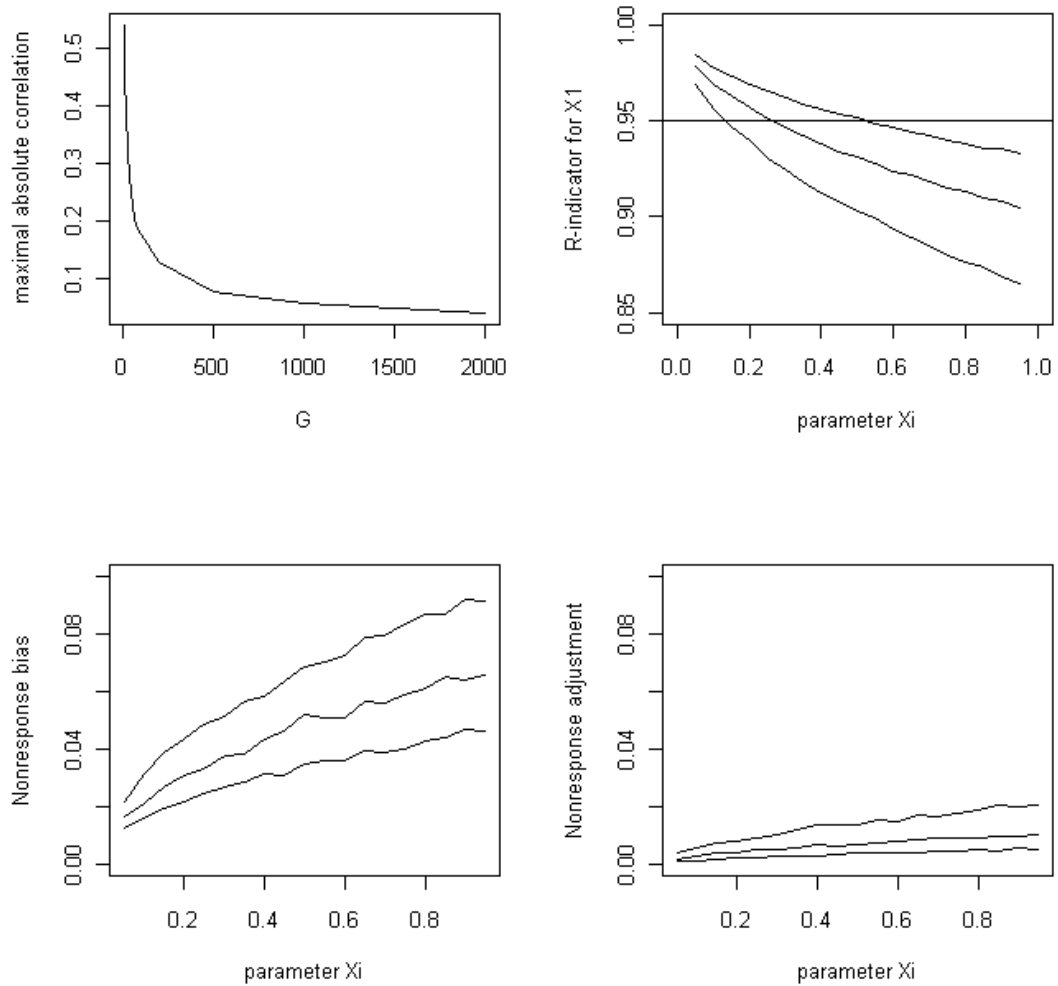 maximal absolute correlation
0.5
0.4
0.3
0.2
0.1
0 500 1000 1500 2000
G
R-indicator for X1
1.00
0.95
0.90
0.85
0.0 0.2 0.4 0.6 0.8 1.0
parameter Xi
Nonresponse bias
0.08
0.04
0.00
0.2 0.4 0.6 0.8
parameter Xi
Nonresponse adjustment
0.08
0.04
0.00
0.2 0.4 0.6 0.8
parameter Xi